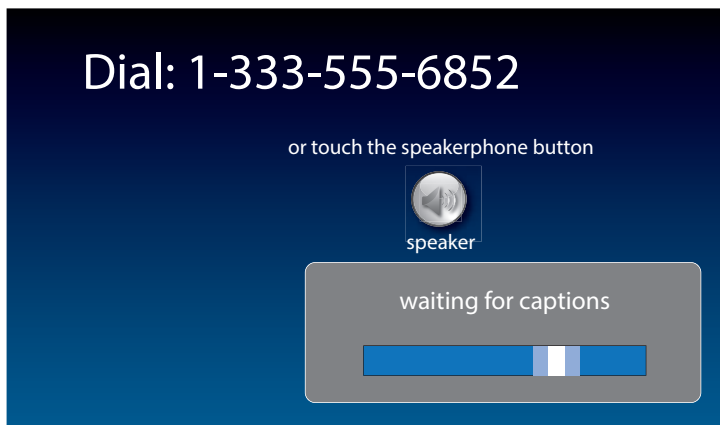 Dial: 1-333-555-6852
or touch the speakerphone button
speaker
waiting for captions